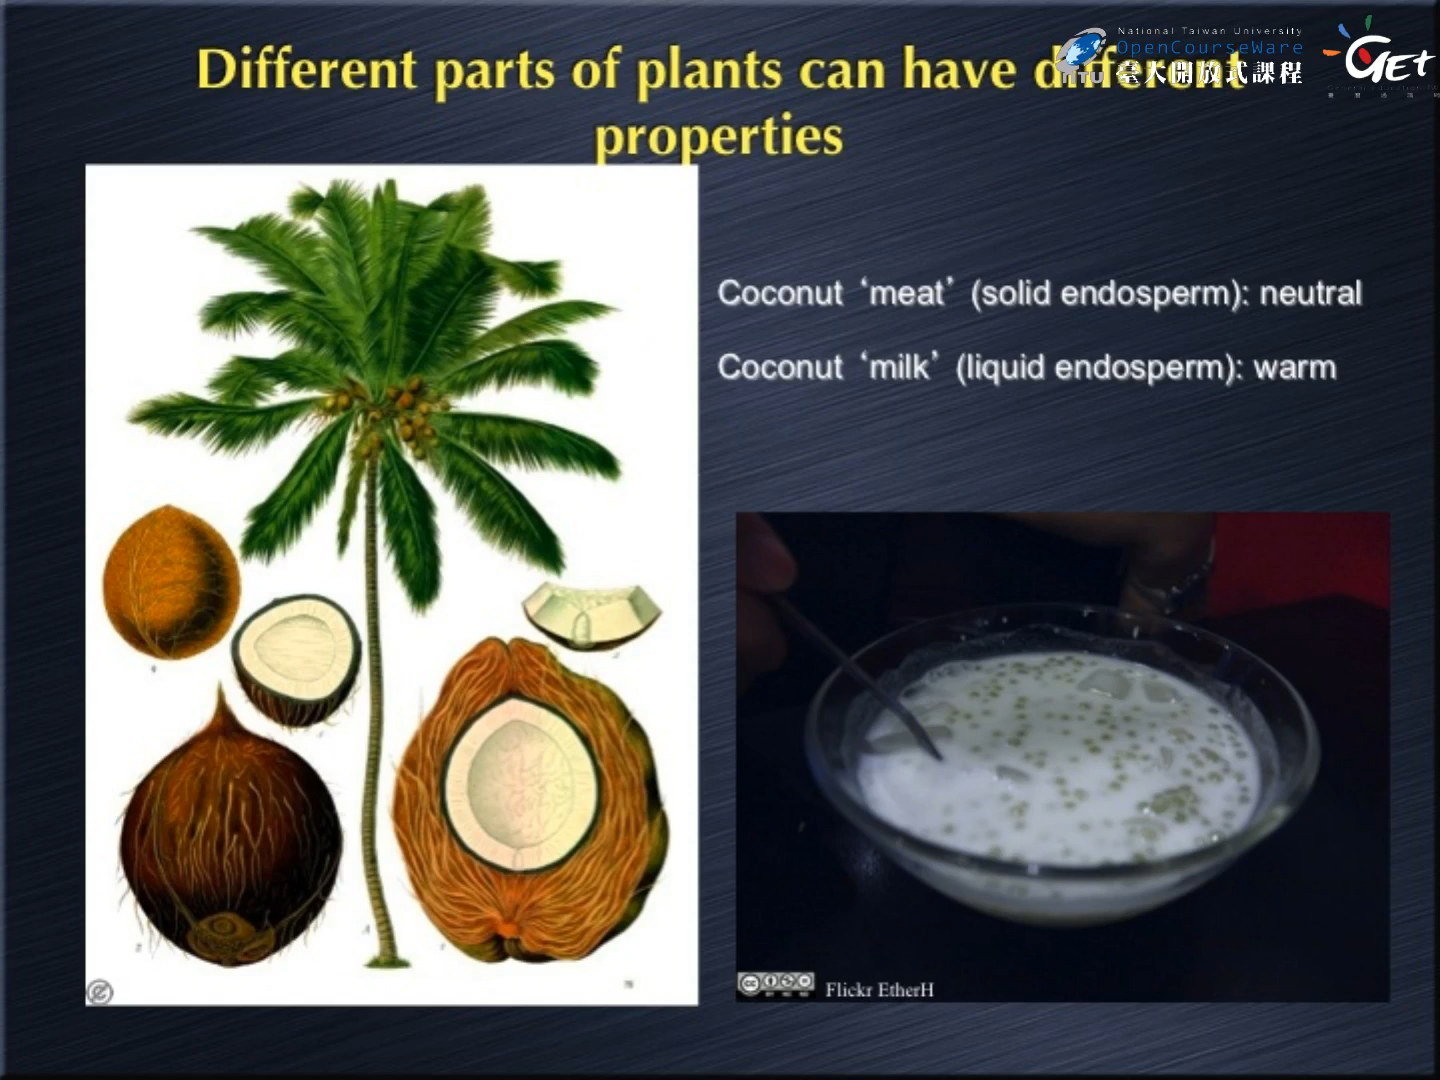 Different parts of plants can have different
properties
National Taiwan University
OpenCourseWare
NTU 臺大開放式課程
GEt
Coconut ‘meat’ (solid endosperm): neutral
Coconut ‘milk’ (liquid endosperm): warm
Flickr EtherH